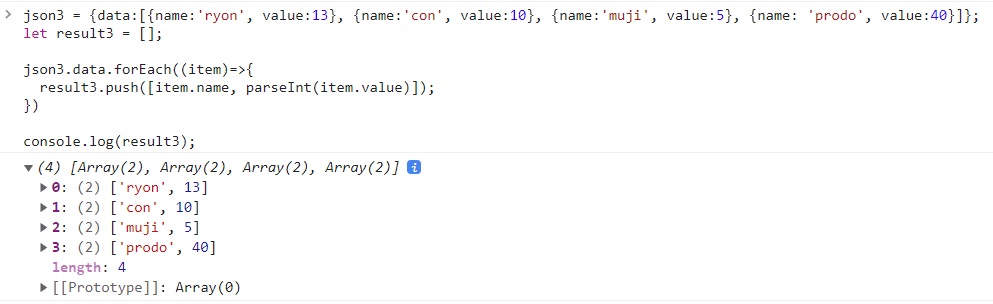 > json3 = {data:[{name:'ryon', value:13}, {name:'con', value:10}, {name:'muji', value:5}, {name: 'prodo', value:40}]};
let result3 = [];
json3.data.forEach((item)=>{
result3.push([item.name, parseInt(item.value)]);
})
console.log(result3);
▼ (4) [Array(2), Array(2), Array(2), Array(2)] i
▶ 0: (2) ['ryon', 13]
▶ 1: (2) ['con', 10]
▶ 2: (2) ['muji', 5]
▶ 3: (2) ['prodo', 40]
length: 4
▶ [[Prototype]]: Array(0)